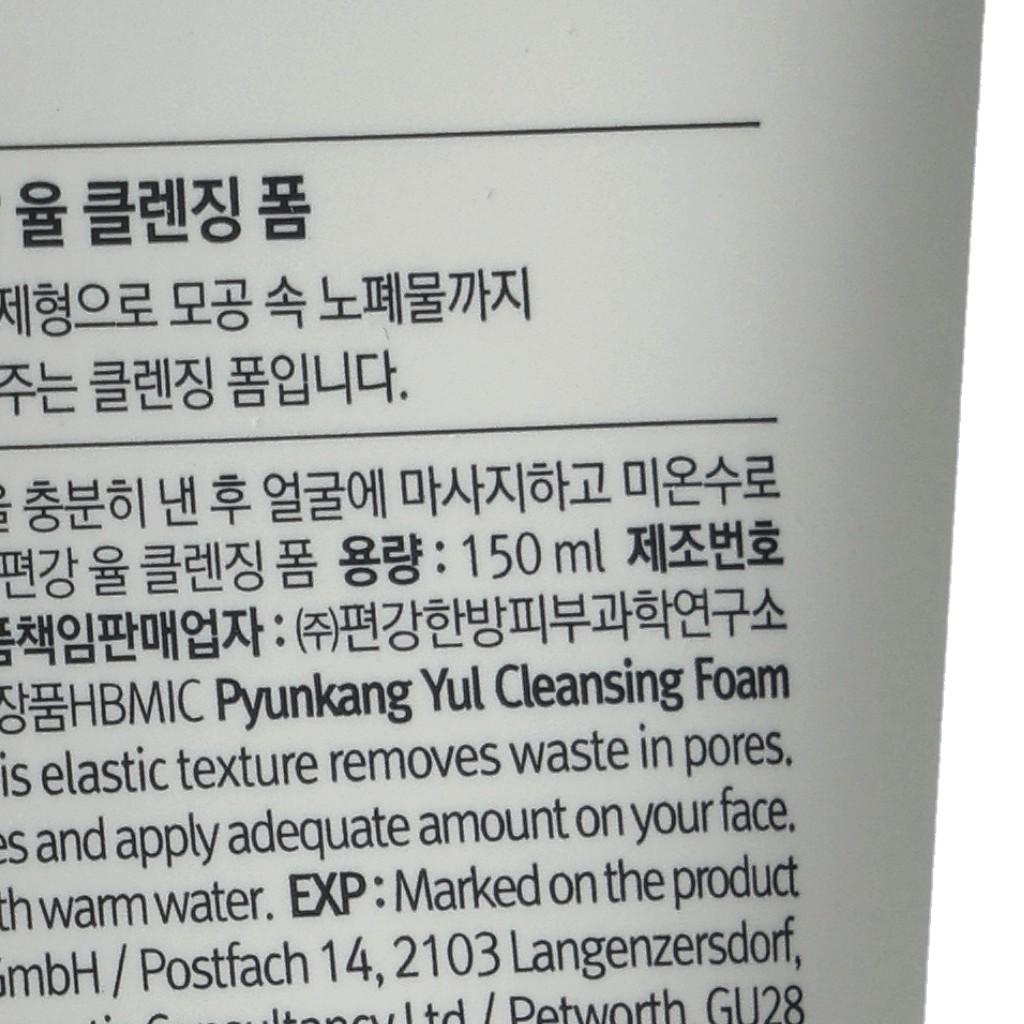 율 클렌징 폼
제형으로 모공 속 노폐물까지
주는 클렌징 폼입니다.
충분히 낸 후 얼굴에 마사지하고 미온수로
편강 율 클렌징 폼 용량 : 150 ml 제조번호
품책임판매업자 : ㈜편강한방피부과학연구소
장품HBMIC Pyunkang Yul Cleansing Foam
is elastic texture removes waste in pores.
es and apply adequate amount on your face.
th warm water. EXP : Marked on the product
GmbH / Postfach 14, 2103 Langenzersdorf,
Consultancy Ltd / Petworth, GU28